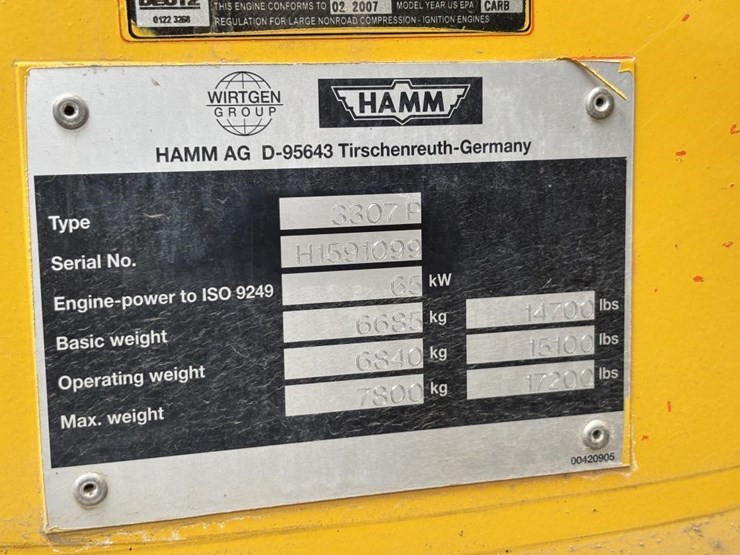 0122 3268
THIS ENGINE CONFORMS TO 02 2007 MODEL YEAR US EPA CARB
REGULATION FOR LARGE NONROAD COMPRESSION - IGNITION ENGINES
WIRTGEN
GROUP
HAMM
HAMM AG D-95643 Tirschenreuth-Germany
Type 3307 P
Serial No. H1591099
Engine-power to ISO 9249 65 kW
Basic weight 6685 kg 14700 lbs
Operating weight 6840 kg 15100 lbs
Max. weight 7800 kg 17200 lbs
00420905